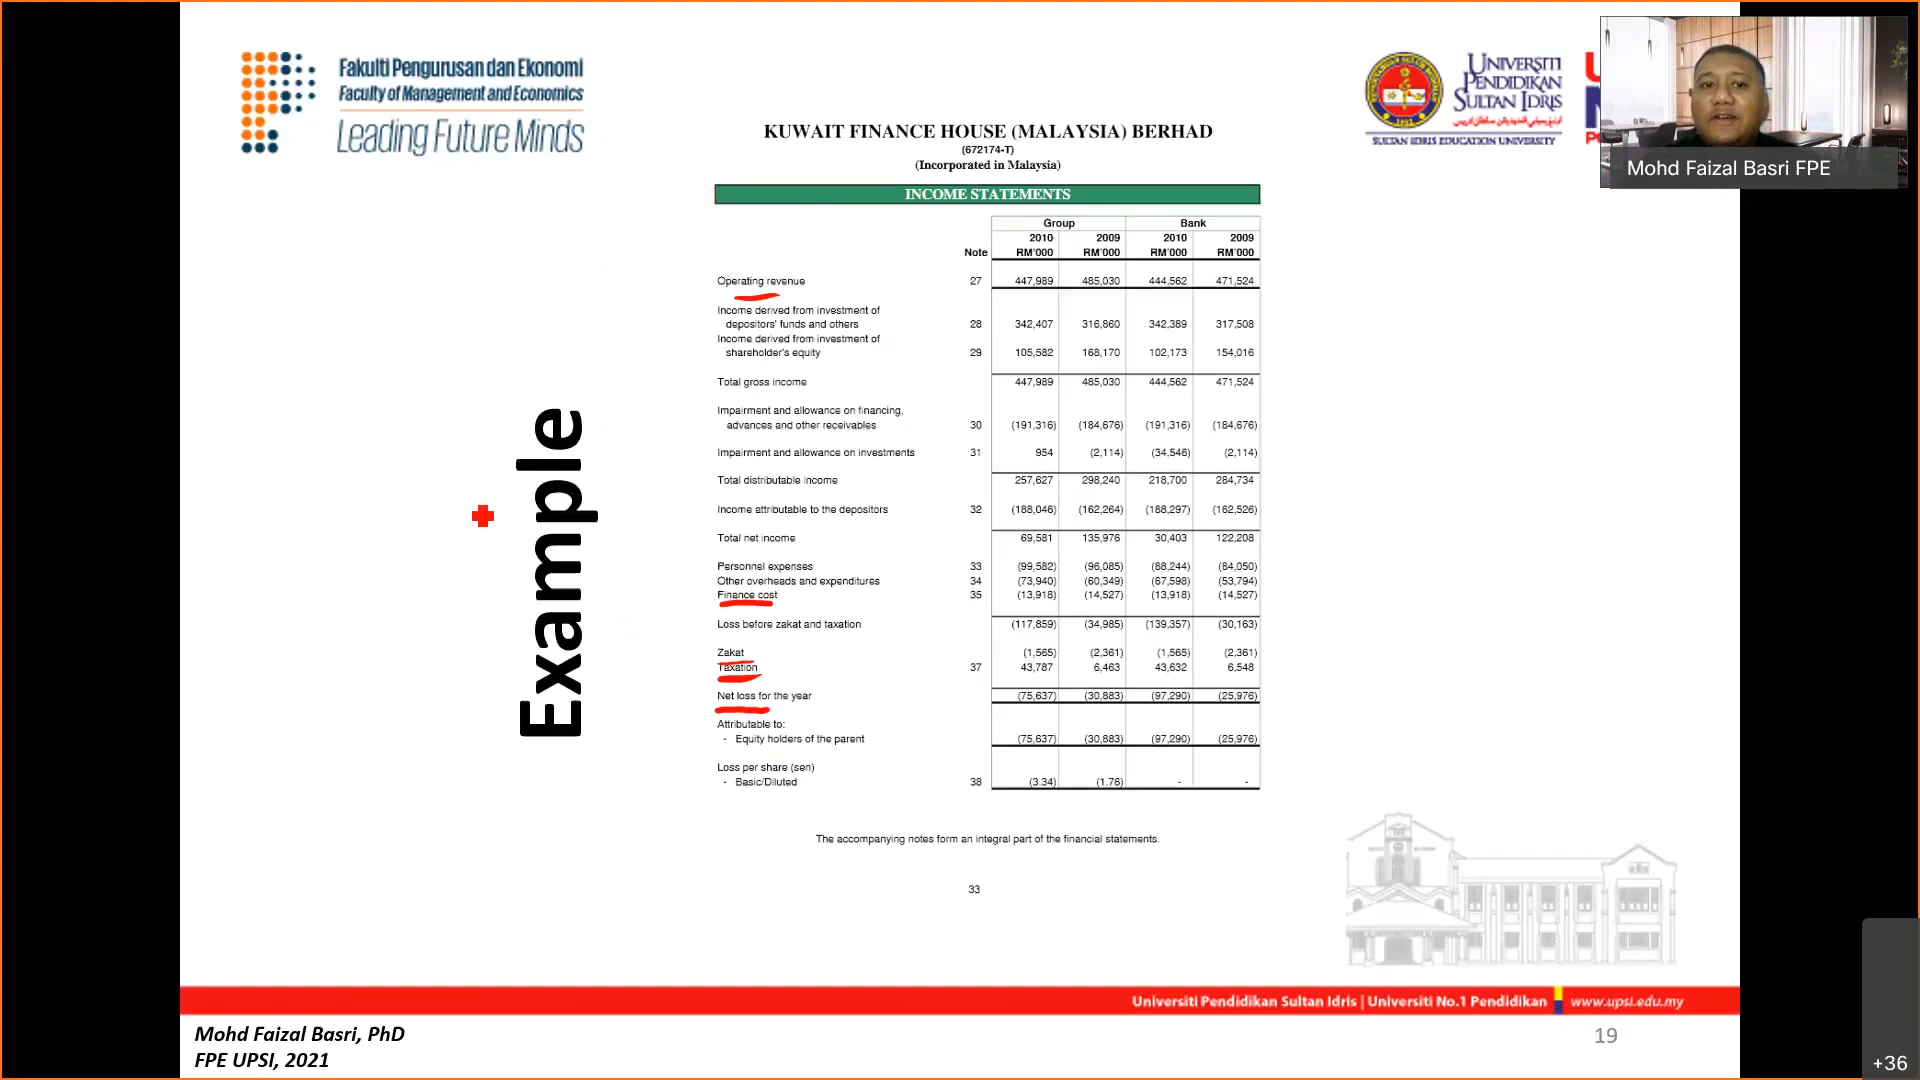 Fakulti Pengurusan dan Ekonomi
Faculty of Management and Economics
Leading Future Minds
UNIVERSITI
PENDIDIKAN
SULTAN IDRIS
SULTAN IDRIS EDUCATION UNIVERSITY
Mohd Faizal Basri FPE
KUWAIT FINANCE HOUSE (MALAYSIA) BERHAD
(672174-T)
(Incorporated in Malaysia)
INCOME STATEMENTS
Group Bank
2010 2009 2010 2009
Note RM'000 RM'000 RM'000 RM'000
Operating revenue 27 447,989 485,030 444,562 471,524
Income derived from investment of
depositors' funds and others 28 342,407 316,860 342,389 317,508
Income derived from investment of
shareholder's equity 29 105,582 168,170 102,173 154,016
Total gross income 447,989 485,030 444,562 471,524
Impairment and allowance on financing,
advances and other receivables 30 (191,316) (184,676) (191,316) (184,676)
Impairment and allowance on investments 31 954 (2,114) (34,546) (2,114)
Total distributable income 257,627 298,240 218,700 284,734
Income attributable to the depositors 32 (188,046) (162,264) (188,297) (162,526)
Total net income 69,581 135,976 30,403 122,208
Personnel expenses 33 (99,582) (96,085) (88,244) (84,050)
Other overheads and expenditures 34 (73,940) (60,349) (67,598) (53,794)
Finance cost 35 (13,918) (14,527) (13,918) (14,527)
Loss before zakat and taxation (117,859) (34,985) (139,357) (30,163)
Zakat (1,565) (2,361) (1,565) (2,361)
Taxation 37 43,787 6,463 43,632 6,548
Net loss for the year (75,637) (30,883) (97,290) (25,976)
Attributable to:
- Equity holders of the parent (75,637) (30,883) (97,290) (25,976)
Loss per share (sen)
- Basic/Diluted 38 (3.34) (1.76) - -
The accompanying notes form an integral part of the financial statements.
33
Example
Universiti Pendidikan Sultan Idris | Universiti No.1 Pendidikan www.upsi.edu.my
Mohd Faizal Basri, PhD
FPE UPSI, 2021
19
+36